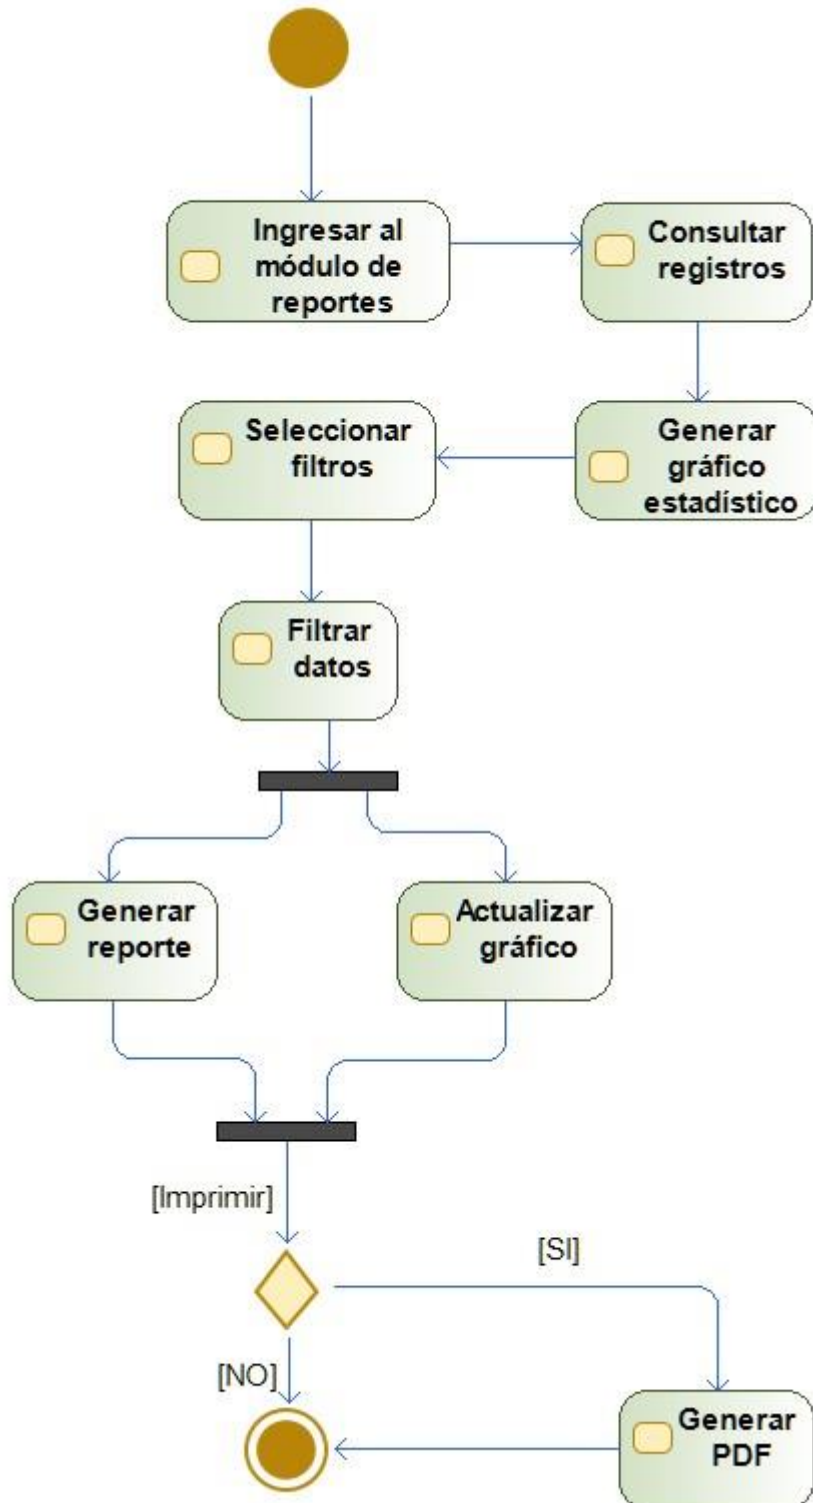 Ingresar al
módulo de
reportes
Consultar
registros
Seleccionar
filtros
Generar
gráfico
estadístico
Filtrar
datos
Generar
reporte
Actualizar
gráfico
[Imprimir]
[SI]
[NO]
Generar
PDF